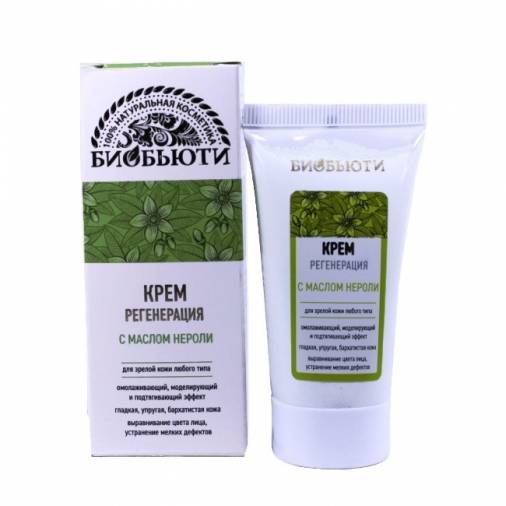 100% НАТУРАЛЬНАЯ КОСМЕТИКА
БИОБЬЮТИ
КРЕМ
РЕГЕНЕРАЦИЯ
С МАСЛОМ НЕРОЛИ
для зрелой кожи любого типа
омолаживающий, моделирующий
и подтягивающий эффект
гладкая, упругая, бархатистая кожа
выравнивание цвета лица,
устранение мелких дефектов
БИОБЬЮТИ
КРЕМ
РЕГЕНЕРАЦИЯ
С МАСЛОМ НЕРОЛИ
для зрелой кожи любого типа
омолаживающий, моделирующий
и подтягивающий эффект
гладкая, упругая, бархатистая кожа
выравнивание цвета лица,
устранение мелких дефектов